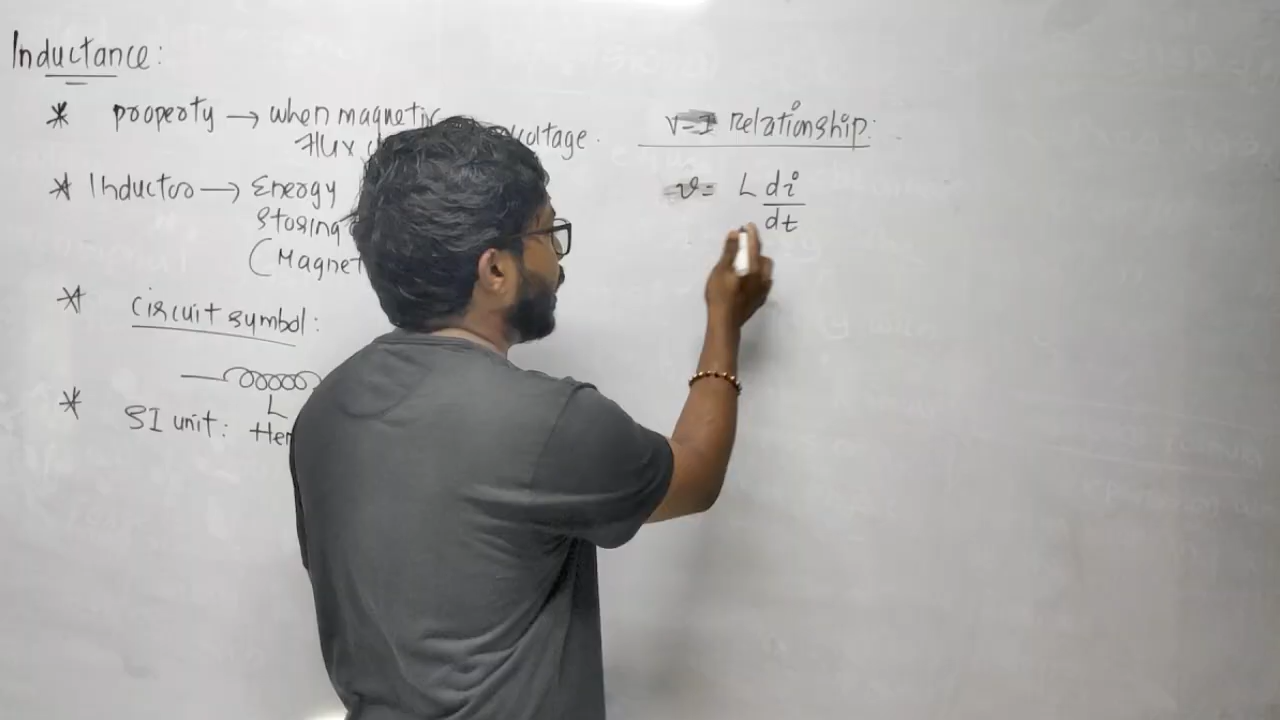 Inductance:
* property → when magnetic
flux voltage.
* Inductor → Energy
storing
(Magnet
* circuit symbol:
L
* SI unit: Hen
V-I relationship:
v = L di
dt